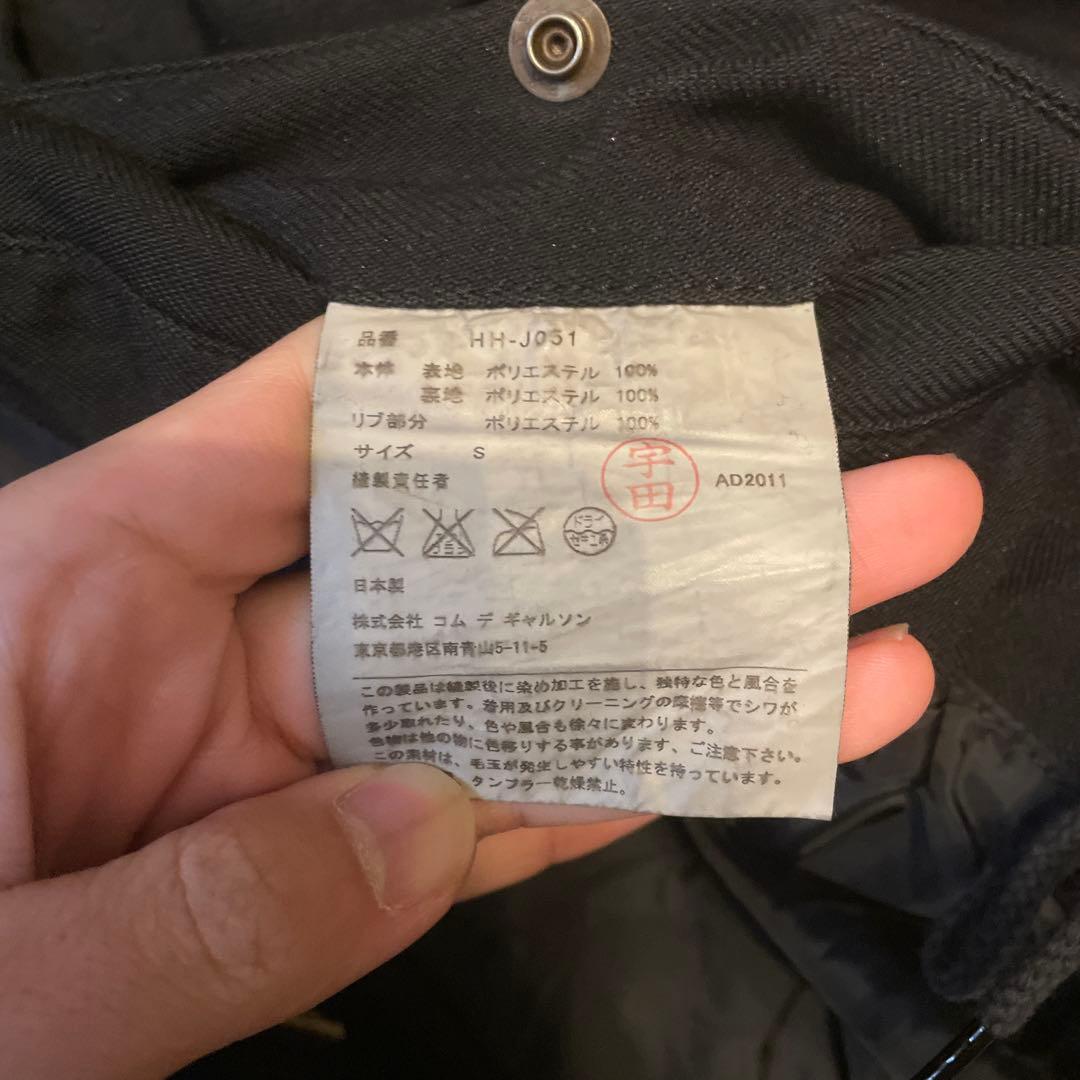 品番 HH-J051
本体 表地 ポリエステル 100%
裏地 ポリエステル 100%
リブ部分 ポリエステル 100%
サイズ S
縫製責任者 宇田 AD2011
ドライ
セキユ系
日本製
株式会社 コム デ ギャルソン
東京都港区南青山5-11-5
この製品は縫製後に染め加工を施し、独特な色と風合を
作っています。着用及びクリーニングの摩擦等でシワが
多少取れたり、色や風合も徐々に変わります。
色物は他の物に色移りする事があります、ご注意下さい。
この素材は、毛玉が発生しやすい特性を持っています。
タンブラー乾燥禁止。